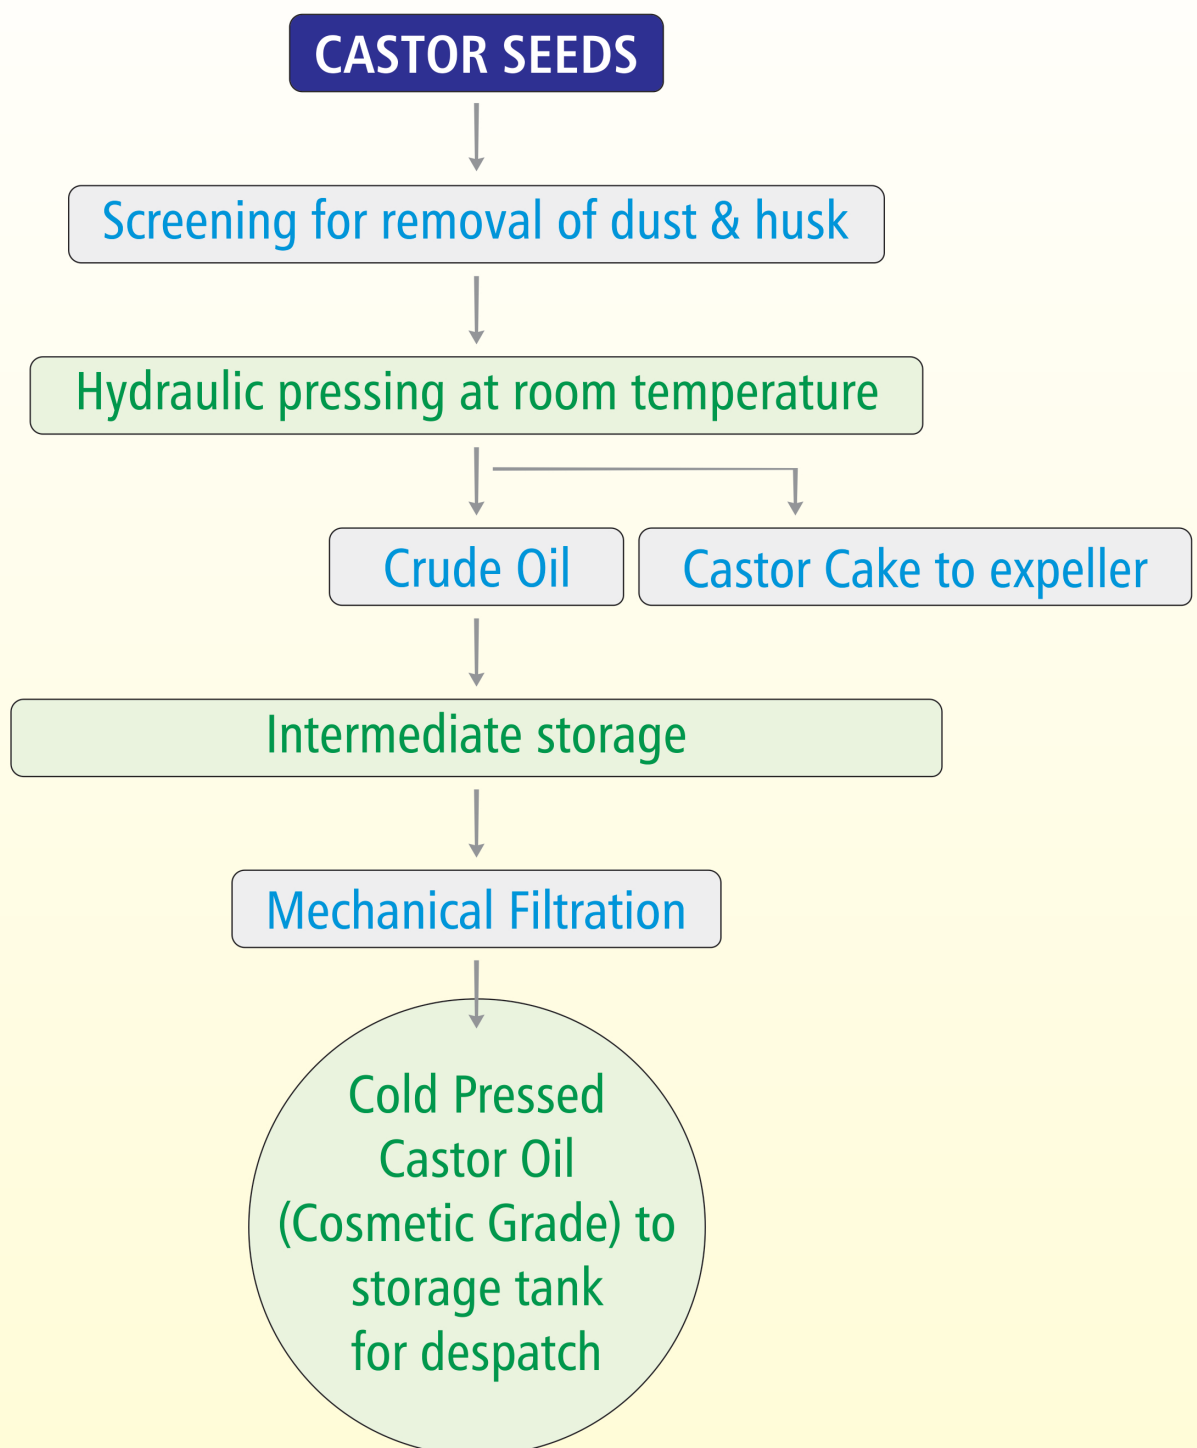 CASTOR SEEDS
Screening for removal of dust & husk
Hydraulic pressing at room temperature
Crude Oil
Castor Cake to expeller
Intermediate storage
Mechanical Filtration
Cold Pressed
Castor Oil
(Cosmetic Grade) to
storage tank
for despatch